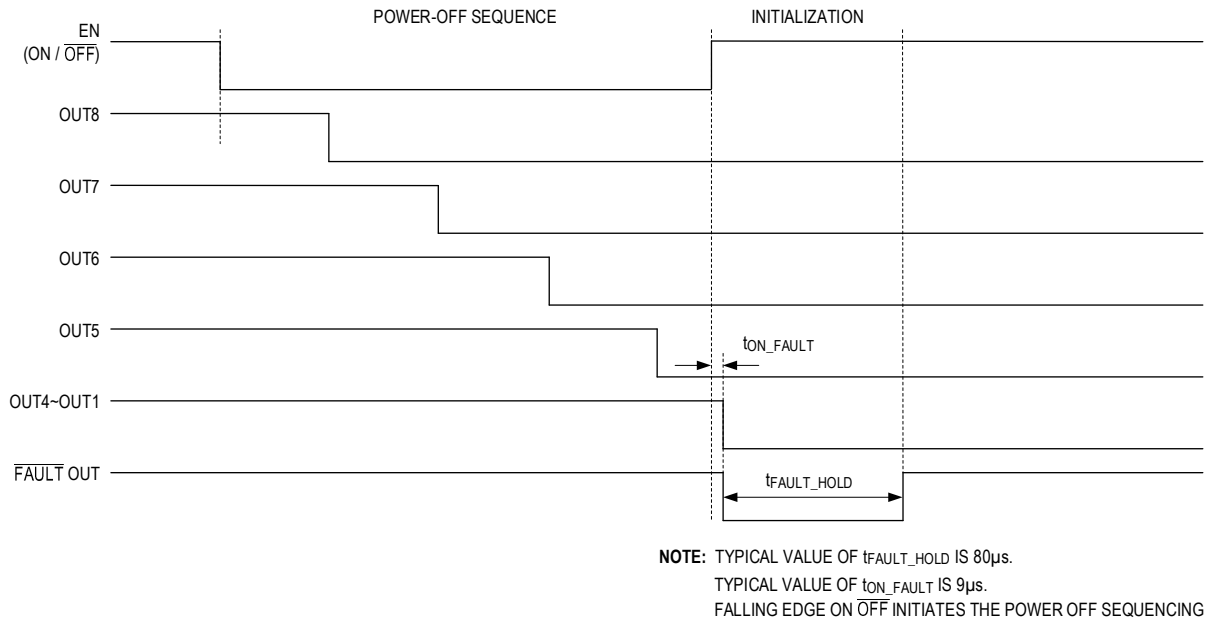 POWER-OFF SEQUENCE
INITIALIZATION
EN
(ON / OFF)
OUT8
OUT7
OUT6
OUT5
tON_FAULT
OUT4~OUT1
FAULT OUT
tFAULT_HOLD
NOTE: TYPICAL VALUE OF tFAULT_HOLD IS 80µs.
TYPICAL VALUE OF tON_FAULT IS 9µs.
FALLING EDGE ON OFF INITIATES THE POWER OFF SEQUENCING